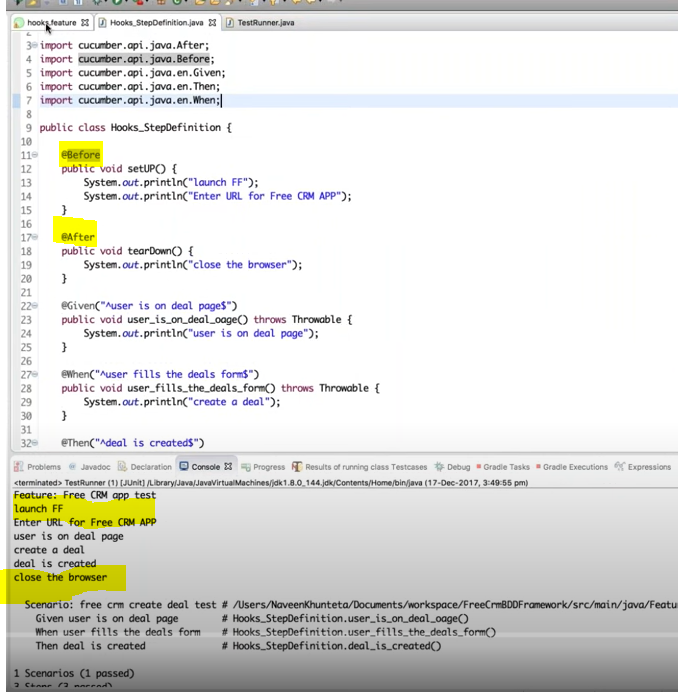 hooks.feature Hooks_StepDefinition.java TestRunner.java
3 import cucumber.api.java.After;
4 import cucumber.api.java.Before;
5 import cucumber.api.java.en.Given;
6 import cucumber.api.java.en.Then;
7 import cucumber.api.java.en.When;
8
9 public class Hooks_StepDefinition {
10
11 @Before
12 public void setUP() {
13 System.out.println("launch FF");
14 System.out.println("Enter URL for Free CRM APP");
15 }
16
17 @After
18 public void tearDown() {
19 System.out.println("close the browser");
20 }
21
22 @Given("^user is on deal page$")
23 public void user_is_on_deal_oage() throws Throwable {
24 System.out.println("user is on deal page");
25 }
26
27 @When("^user fills the deals form$")
28 public void user_fills_the_deals_form() throws Throwable {
29 System.out.println("create a deal");
30 }
31
32 @Then("^deal is created$")
Problems Javadoc Declaration Console Progress Results of running class Testcases Debug Gradle Tasks Gradle Executions Expressions
<terminated> TestRunner (1) [JUnit] /Library/Java/JavaVirtualMachines/jdk1.8.0_144.jdk/Contents/Home/bin/java (17-Dec-2017, 3:49:55 pm)
Feature: Free CRM app test
launch FF
Enter URL for Free CRM APP
user is on deal page
create a deal
deal is created
close the browser
Scenario: free crm create deal test # /Users/NaveenKhunteta/Documents/workspace/FreeCrmBDDFramework/src/main/java/Featu
Given user is on deal page # Hooks_StepDefinition.user_is_on_deal_oage()
When user fills the deals form # Hooks_StepDefinition.user_fills_the_deals_form()
Then deal is created # Hooks_StepDefinition.deal_is_created()
1 Scenarios (1 passed)
3 Steps (3 passed)